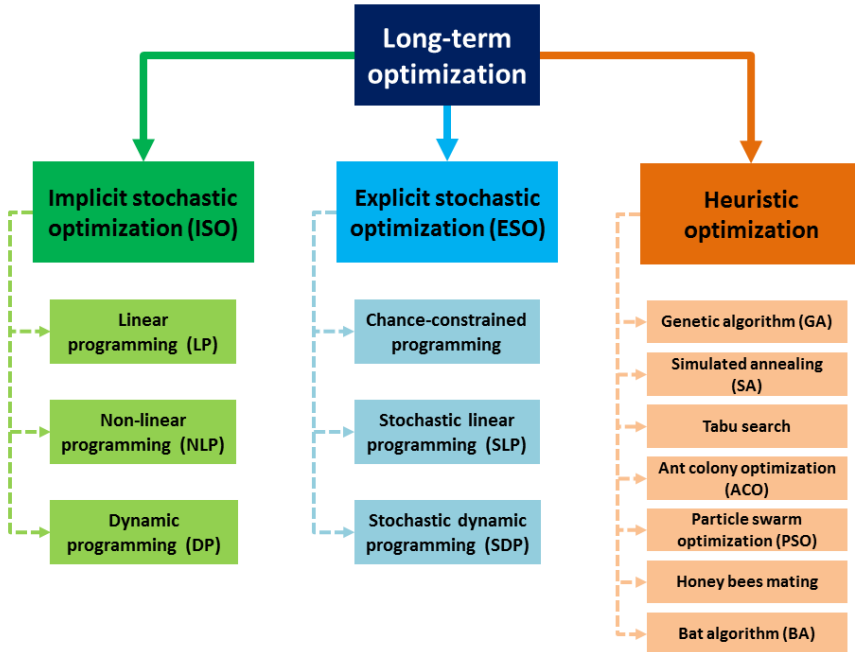 Long-term
optimization
Implicit stochastic
optimization (ISO)
Linear
programming (LP)
Non-linear
programming (NLP)
Dynamic
programming (DP)
Explicit stochastic
optimization (ESO)
Chance-constrained
programming
Stochastic linear
programming (SLP)
Stochastic dynamic
programming (SDP)
Heuristic
optimization
Genetic algorithm (GA)
Simulated annealing
(SA)
Tabu search
Ant colony optimization
(ACO)
Particle swarm
optimization (PSO)
Honey bees mating
Bat algorithm (BA)